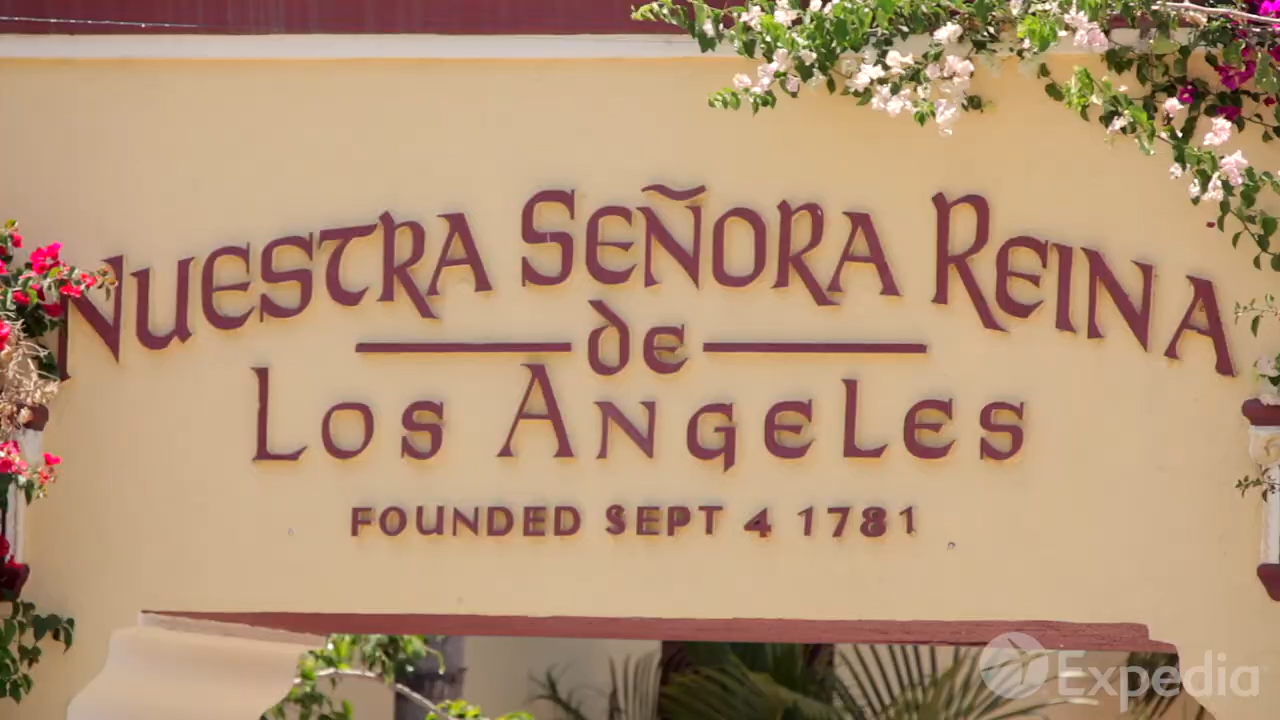 NUESTRA SEÑORA REINA
de
LOS ANGELES
FOUNDED SEPT 4 1781
Expedia